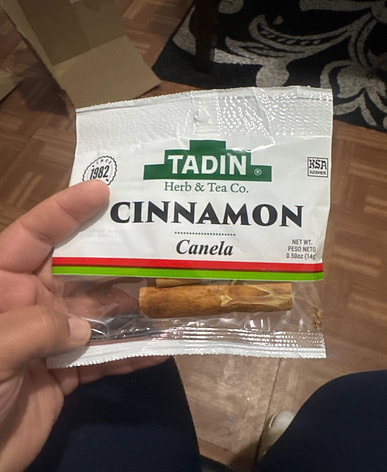 1982
TADIN®
Herb & Tea Co.
KSA
KOSHER
CINNAMON
Canela
NET WT.
PESO NETO
0.50oz (14g